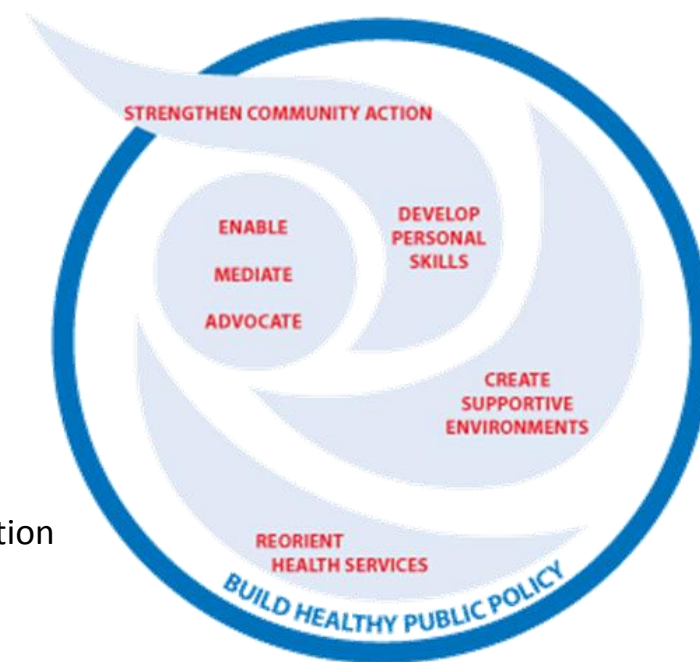 STRENGTHEN COMMUNITY ACTION
ENABLE
MEDIATE
ADVOCATE
DEVELOP
PERSONAL
SKILLS
CREATE
SUPPORTIVE
ENVIRONMENTS
tion
REORIENT
HEALTH SERVICES
BUILD HEALTHY PUBLIC POLICY